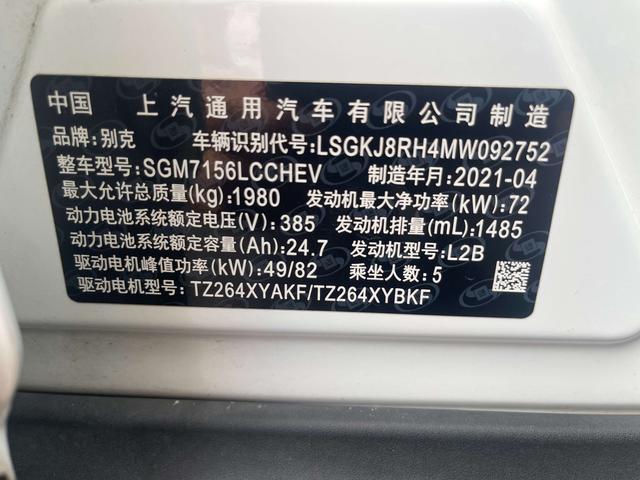 中国 上汽通用汽车有限公司制造
品牌:别克 车辆识别代号:LSGKJ8RH4MW092752
整车型号:SGM7156LCCHEV 制造年月:2021-04
最大允许总质量(kg):1980 发动机最大净功率(kW):72
动力电池系统额定电压(V):385 发动机排量(mL):1485
动力电池系统额定容量(Ah):24.7 发动机型号:L2B
驱动电机峰值功率(kW):49/82 乘坐人数:5
驱动电机型号:TZ264XYAKF/TZ264XYBKF